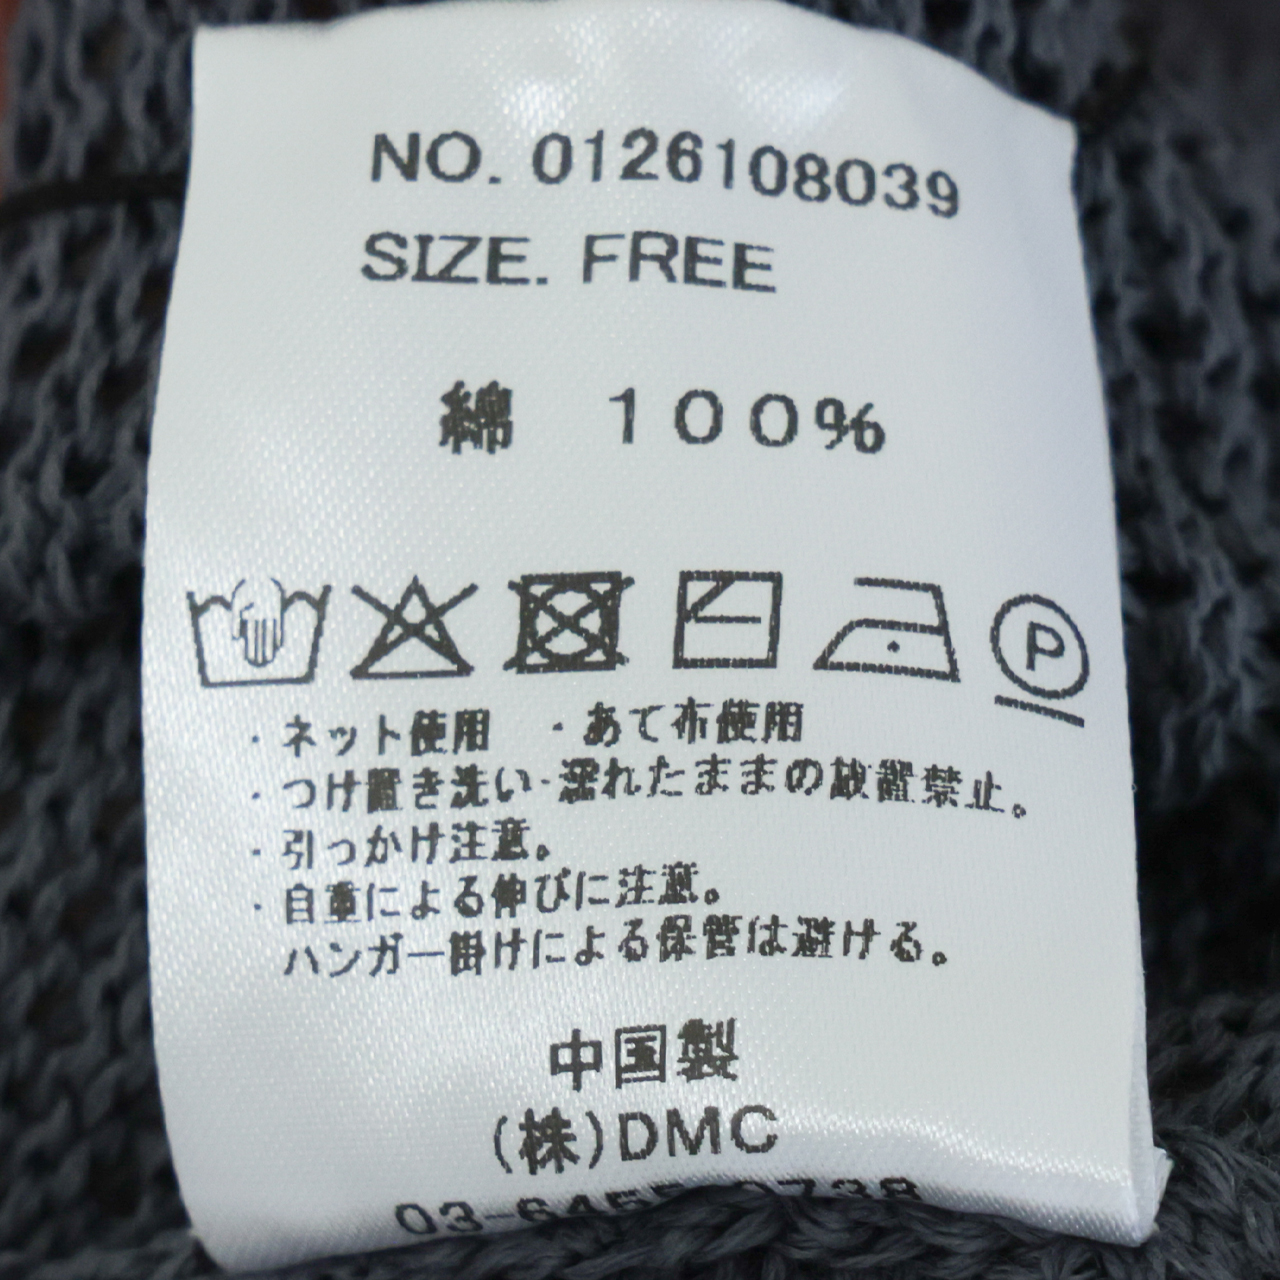 NO. 0126108039
SIZE. FREE
綿 100%
P
・ネット使用 ・あて布使用
・つけ置き洗い・濡れたままの放置禁止。
・引っかけ注意。
・自重による伸びに注意。
ハンガー掛けによる保管は避ける。
中国製
(株)DMC